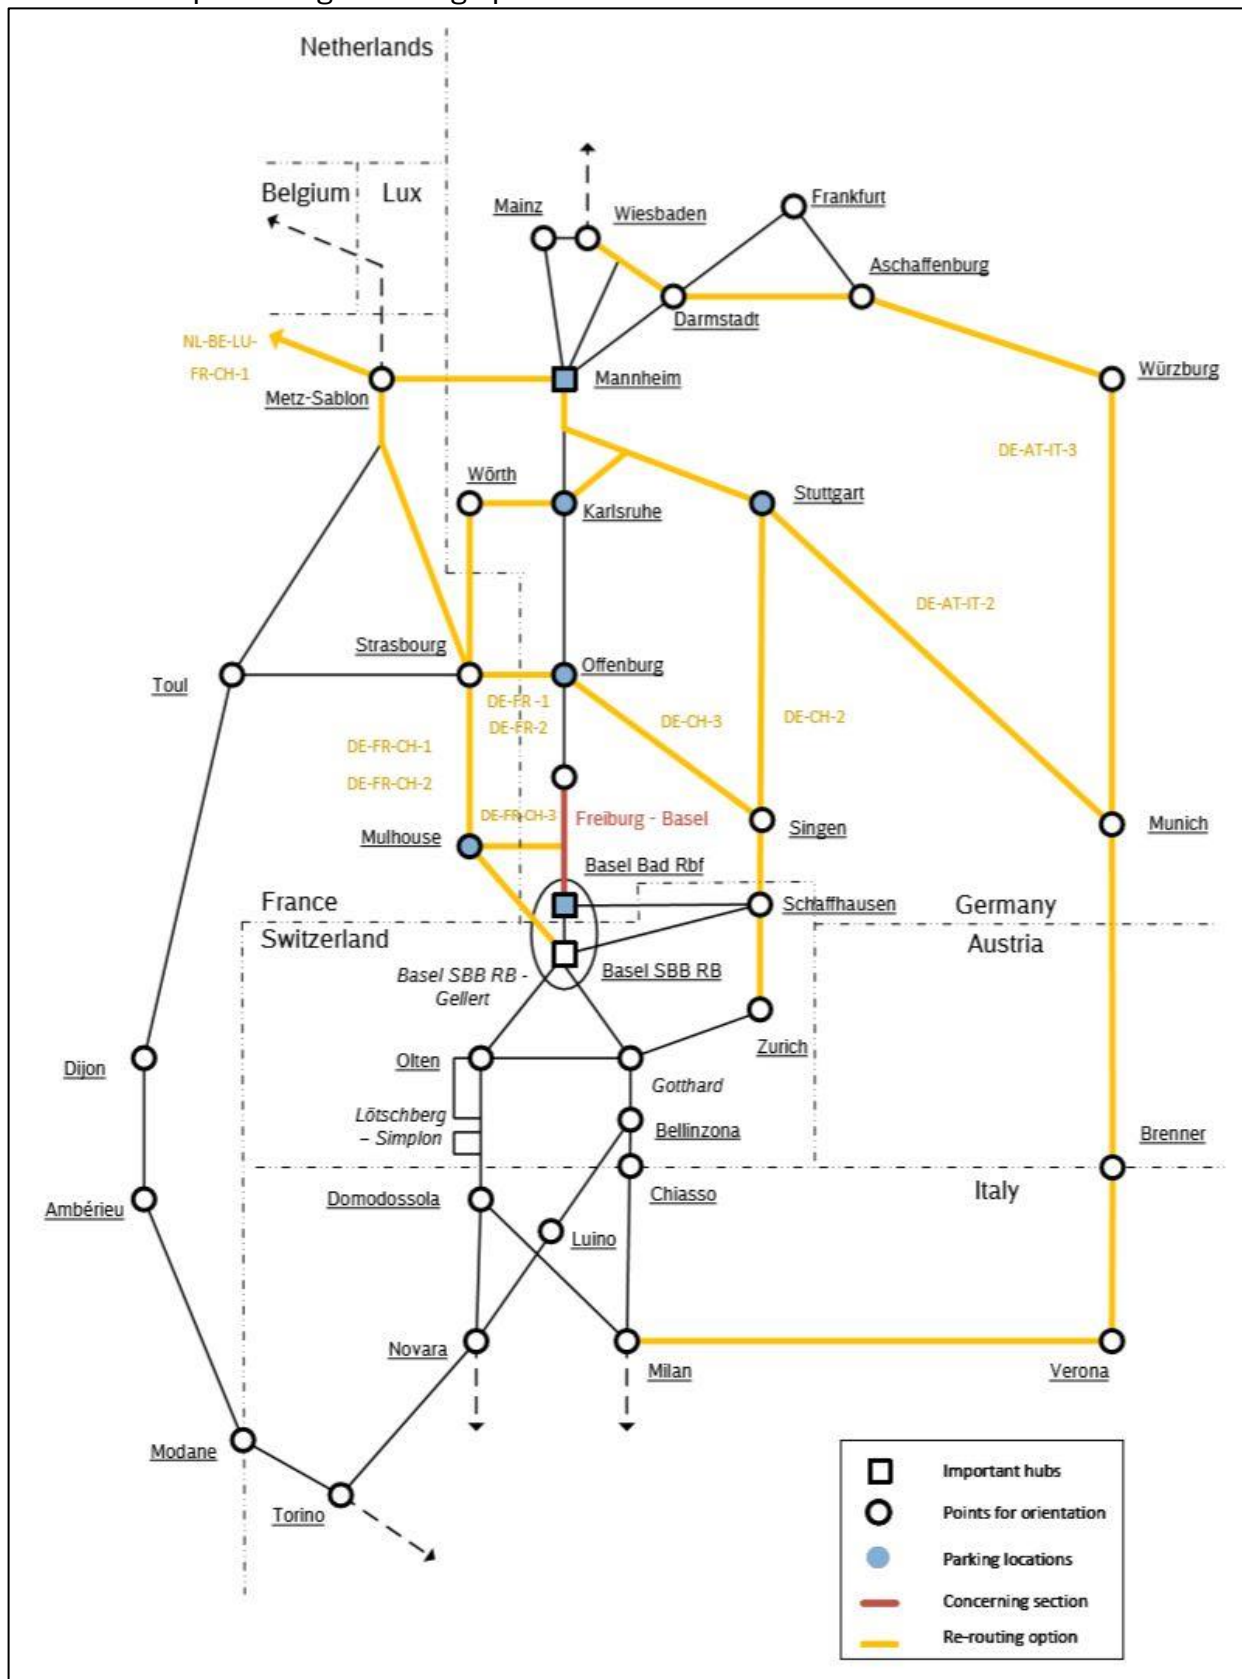 Netherlands
Belgium
Lux
Mainz
Wiesbaden
Frankfurt
Aschaffenburg
Darmstadt
NL-BE-LU-
FR-CH-1
Metz-Sablon
Mannheim
Würzburg
DE-AT-IT-3
Wörth
Karlsruhe
Stuttgart
DE-AT-IT-2
Strasbourg
Offenburg
Toul
DE-FR -1
DE-FR-2
DE-CH-3
DE-CH-2
DE-FR-CH-1
DE-FR-CH-2
DE-FR-CH-3
Freiburg - Basel
Mulhouse
Singen
Munich
Basel Bad Rbf
France
Switzerland
Schaffhausen
Germany
Austria
Basel SBB RB -
Gellert
Basel SBB RB
Zurich
Dijon
Olten
Gotthard
Lötschberg
– Simplon
Bellinzona
Brenner
Ambérieu
Domodossola
Chiasso
Italy
Luino
Novara
Milan
Verona
Modane
Torino
Important hubs
Points for orientation
Parking locations
Concerning section
Re-routing option